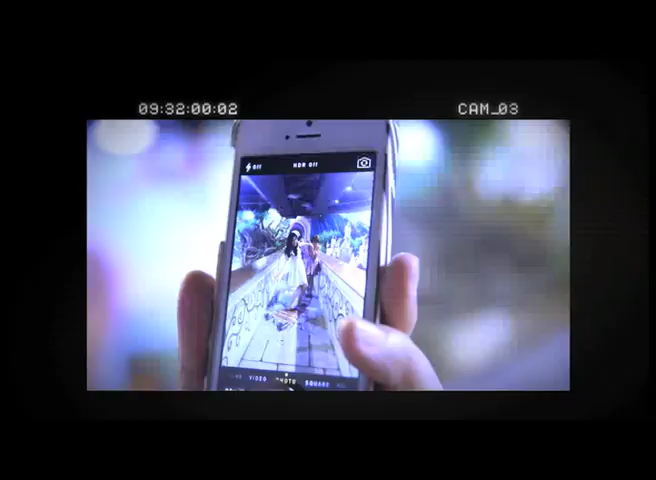 09:32:00:02
CAM_03
Off
HDR Off
VIDEO
PHOTO
SQUARE